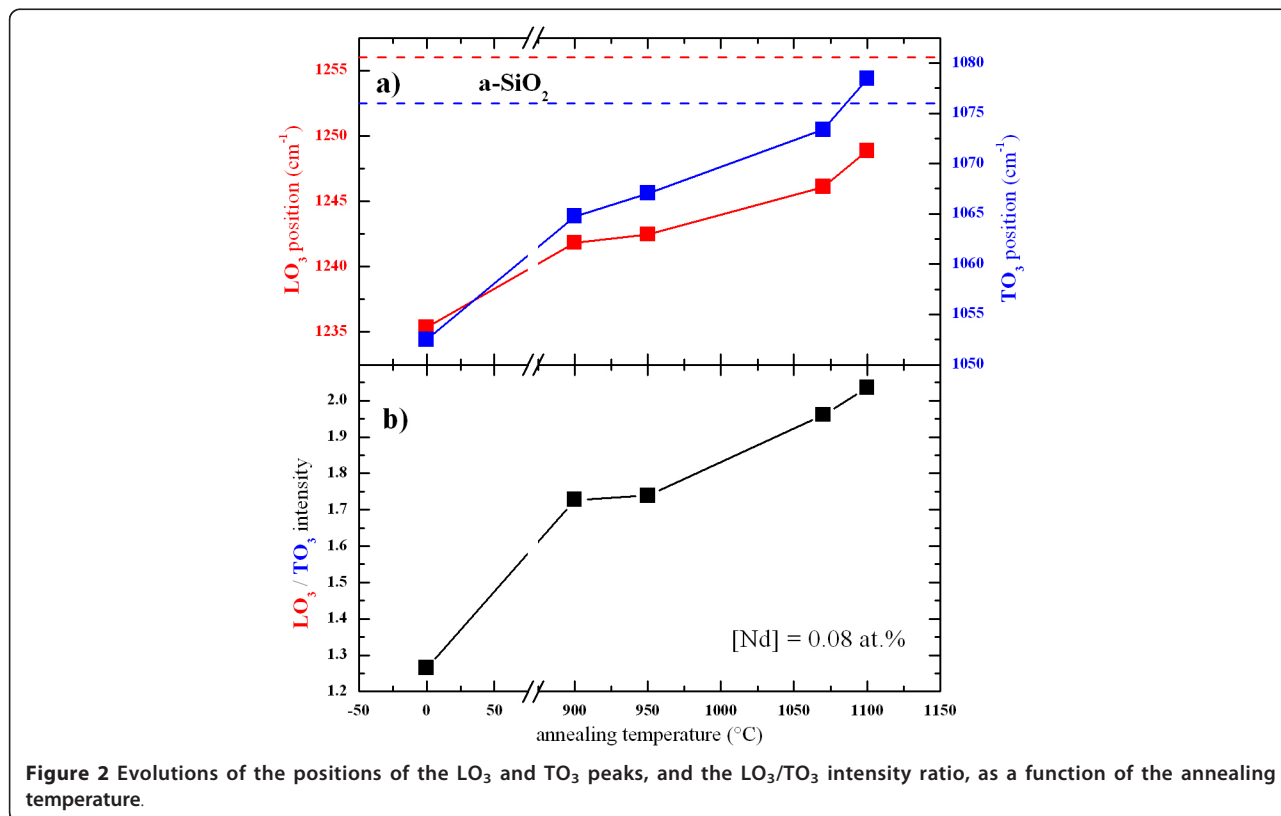 a)
a-SiO₂
1255
1250
1245
1240
1235
LO₃ position (cm⁻¹)
1080
1075
1070
1065
1060
1055
1050
TO₃ position (cm⁻¹)
b)
2.0
1.9
1.8
1.7
1.6
1.5
1.4
1.3
1.2
LO₃ / TO₃ intensity
[Nd] = 0.08 at.%
-50 0 50 900 950 1000 1050 1100 1150
annealing temperature (°C)
Figure 2 Evolutions of the positions of the LO₃ and TO₃ peaks, and the LO₃/TO₃ intensity ratio, as a function of the annealing
temperature.